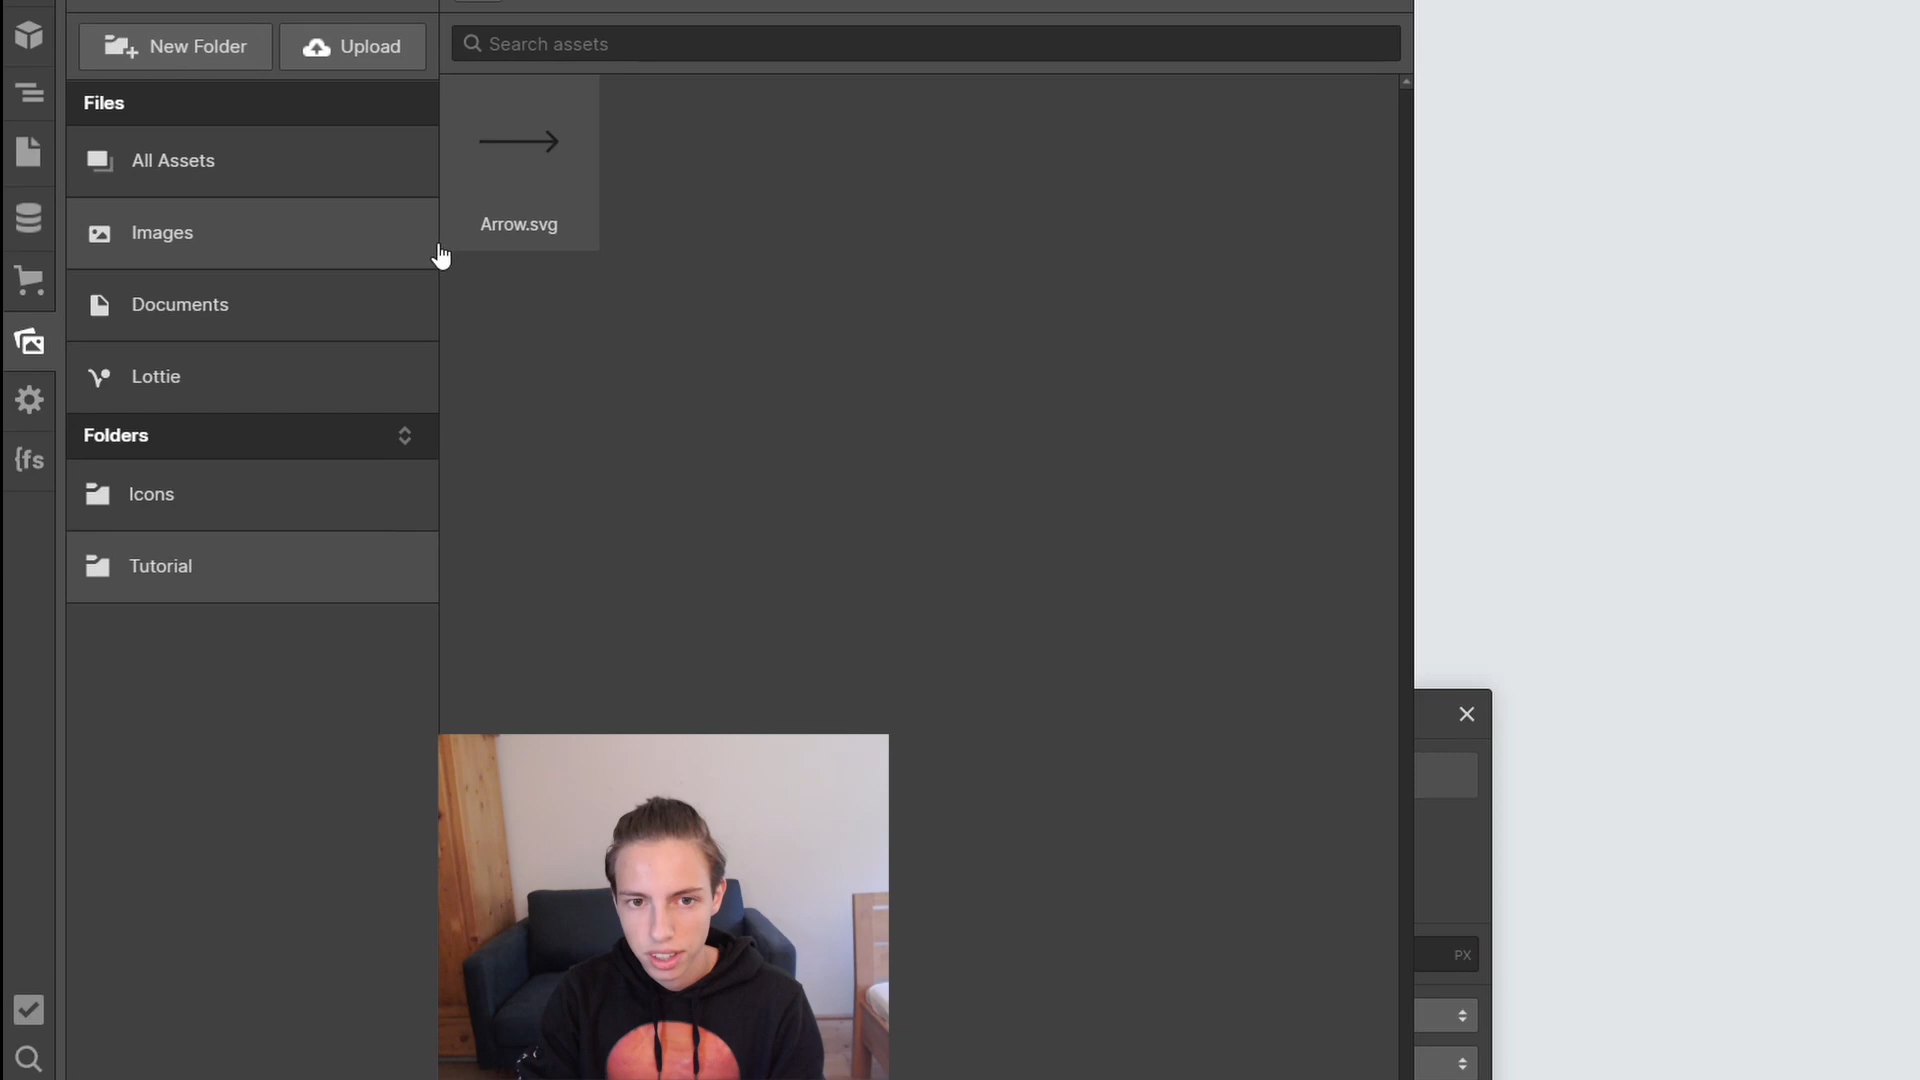 New Folder
Upload
Search assets
Files
All Assets
Arrow.svg
Images
Documents
Lottie
Folders
{fs
Icons
Tutorial
PX